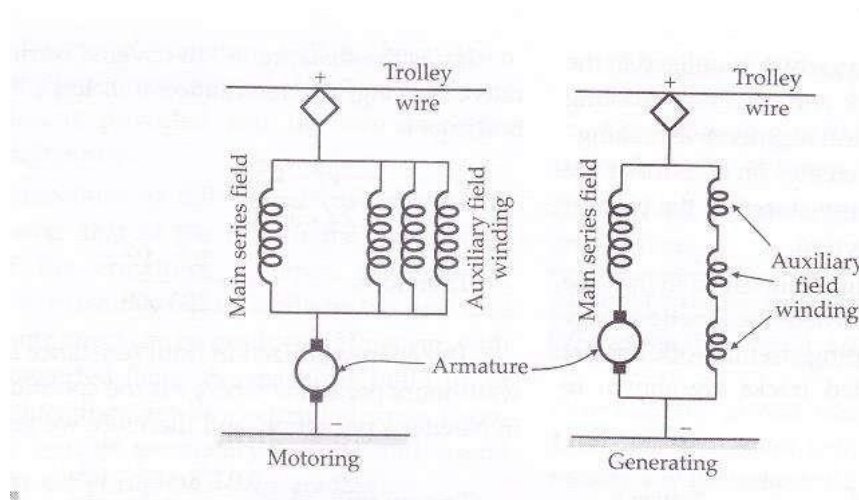 +
Trolley
wire
Main series field
Auxiliary field
winding
Armature
−
Motoring
+
Trolley
wire
Main series field
Auxiliary
field
winding
−
Generating